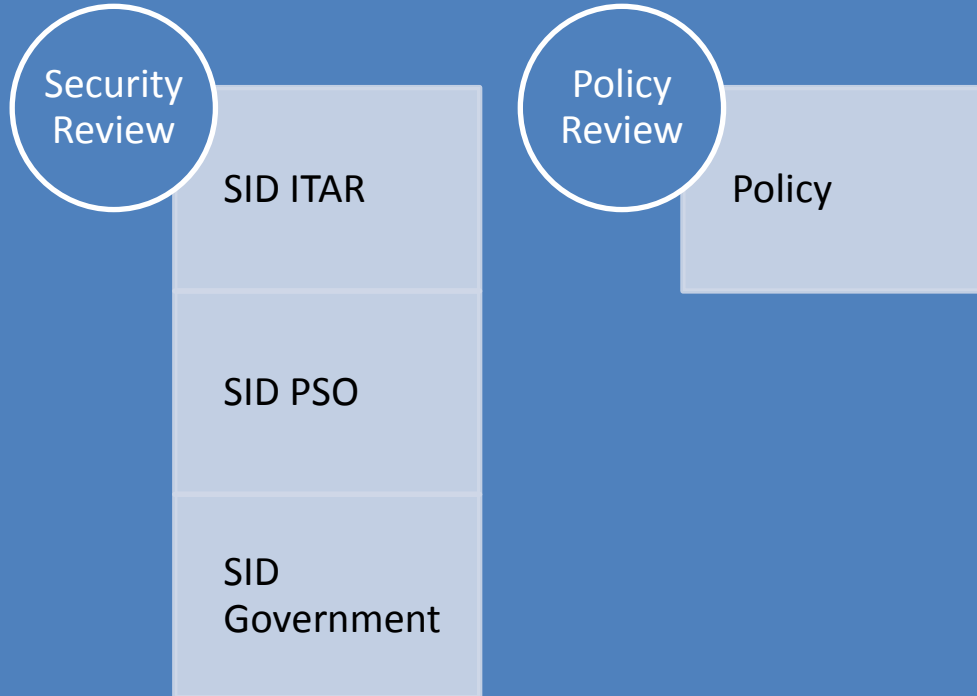 Security
Review
SID ITAR
SID PSO
SID
Government
Policy
Review
Policy